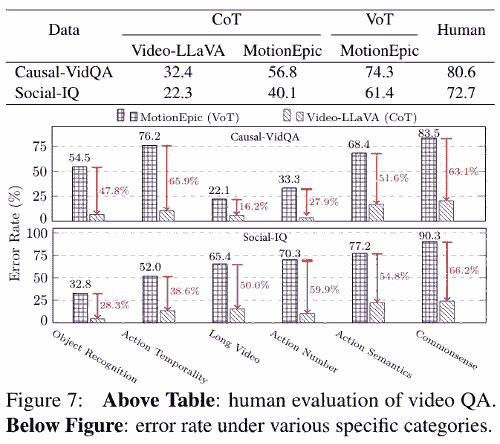 Data CoT VoT Human
Video-LLaVA MotionEpic MotionEpic
Causal-VidQA 32.4 56.8 74.3 80.6
Social-IQ 22.3 40.1 61.4 72.7
MotionEpic (VoT) Video-LLaVA (CoT)
Causal-VidQA
75
50
25
0
54.5 76.2 22.1 33.3 68.4 83.5
47.8% 65.9% 16.2% 27.9% 51.6% 63.1%
Error Rate (%)
Social-IQ
100
75
50
25
0
32.8 52.0 65.4 70.3 77.2 90.3
28.3% 38.6% 50.0% 59.9% 54.8% 66.2%
Object Recognition
Action Temporality
Long Video
Action Number
Action Semantics
Commonsense
Figure 7: Above Table: human evaluation of video QA.
Below Figure: error rate under various specific categories.